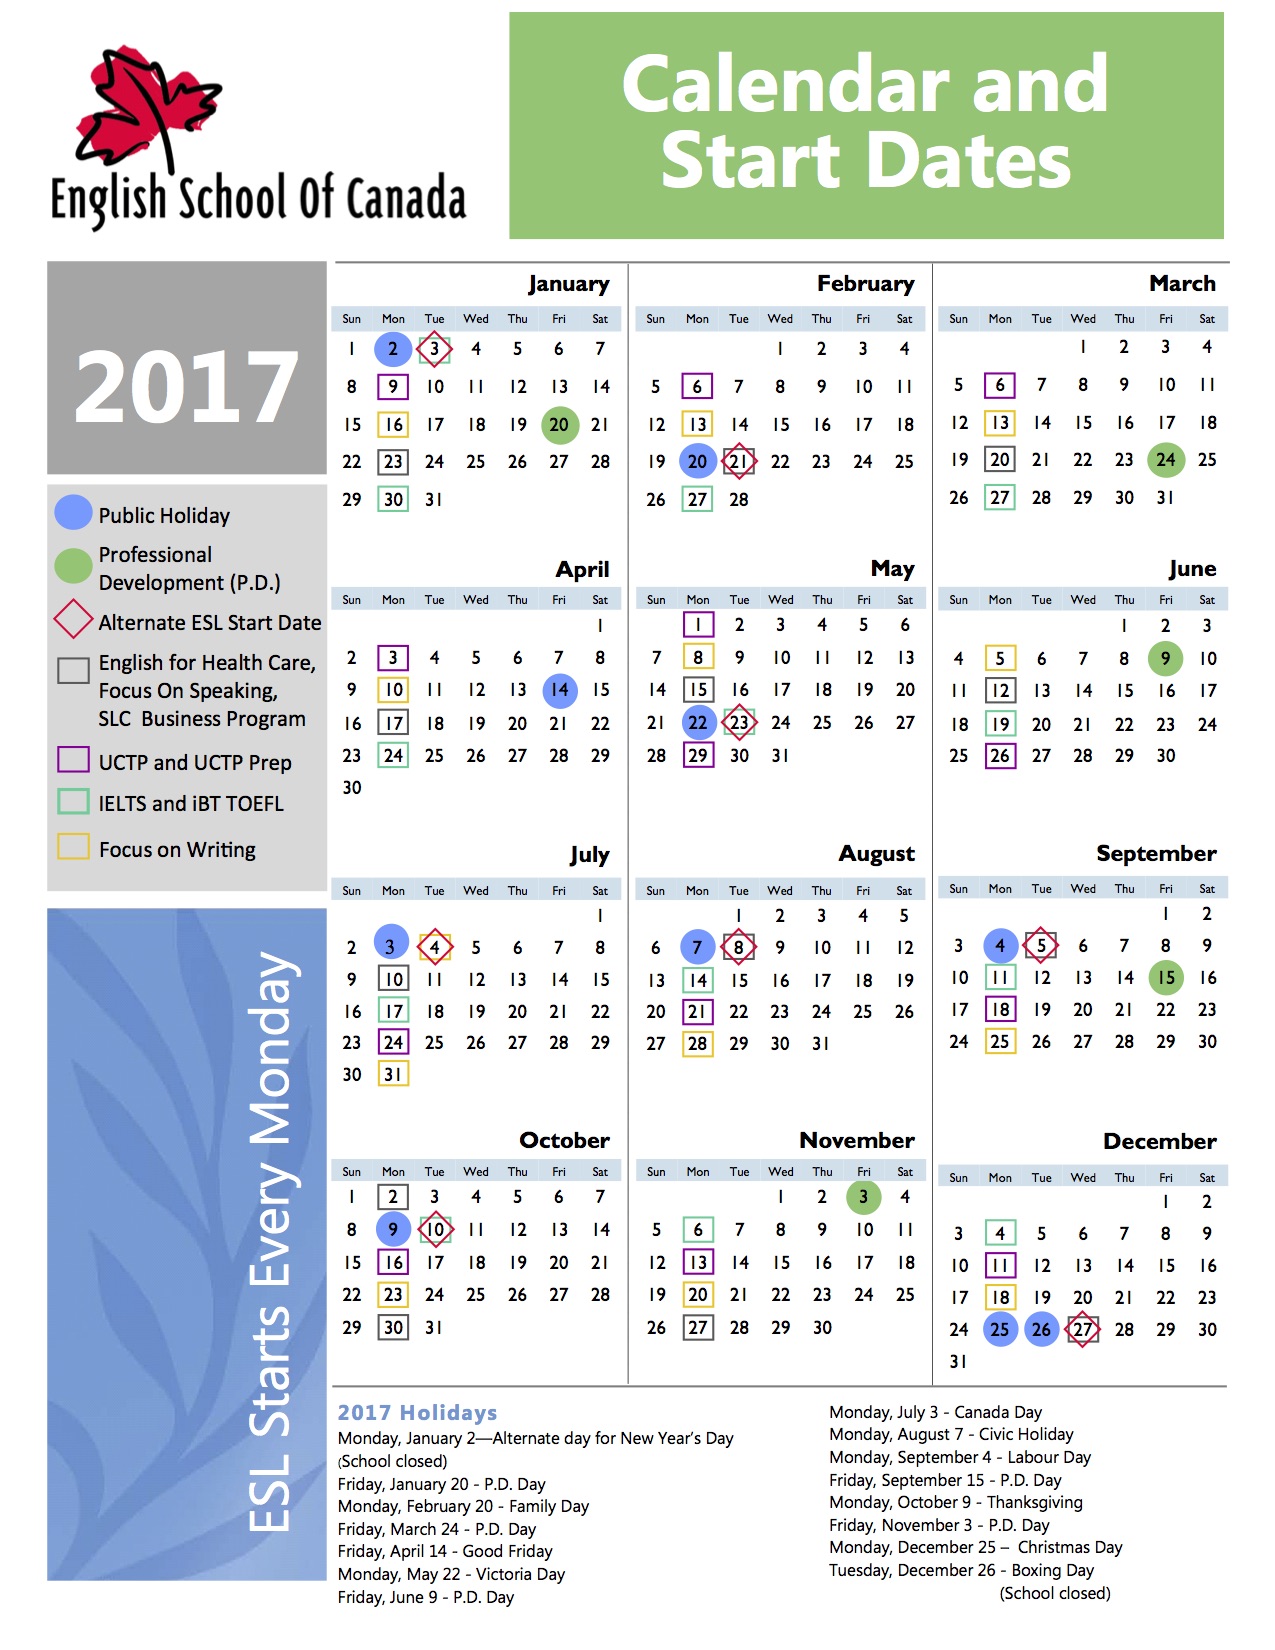 English School Of Canada
Calendar and
Start Dates
2017
Public Holiday
Professional
Development (P.D.)
Alternate ESL Start Date
English for Health Care,
Focus On Speaking,
SLC Business Program
UCTP and UCTP Prep
IELTS and iBT TOEFL
Focus on Writing
ESL Starts Every Monday
January
Sun Mon Tue Wed Thu Fri Sat
1 2 3 4 5 6 7
8 9 10 11 12 13 14
15 16 17 18 19 20 21
22 23 24 25 26 27 28
29 30 31
February
Sun Mon Tue Wed Thu Fri Sat
1 2 3 4
5 6 7 8 9 10 11
12 13 14 15 16 17 18
19 20 21 22 23 24 25
26 27 28
March
Sun Mon Tue Wed Thu Fri Sat
1 2 3 4
5 6 7 8 9 10 11
12 13 14 15 16 17 18
19 20 21 22 23 24 25
26 27 28 29 30 31
April
Sun Mon Tue Wed Thu Fri Sat
1
2 3 4 5 6 7 8
9 10 11 12 13 14 15
16 17 18 19 20 21 22
23 24 25 26 27 28 29
30
May
Sun Mon Tue Wed Thu Fri Sat
1 2 3 4 5 6
7 8 9 10 11 12 13
14 15 16 17 18 19 20
21 22 23 24 25 26 27
28 29 30 31
June
Sun Mon Tue Wed Thu Fri Sat
1 2 3
4 5 6 7 8 9 10
11 12 13 14 15 16 17
18 19 20 21 22 23 24
25 26 27 28 29 30
July
Sun Mon Tue Wed Thu Fri Sat
1
2 3 4 5 6 7 8
9 10 11 12 13 14 15
16 17 18 19 20 21 22
23 24 25 26 27 28 29
30 31
August
Sun Mon Tue Wed Thu Fri Sat
1 2 3 4 5
6 7 8 9 10 11 12
13 14 15 16 17 18 19
20 21 22 23 24 25 26
27 28 29 30 31
September
Sun Mon Tue Wed Thu Fri Sat
1 2
3 4 5 6 7 8 9
10 11 12 13 14 15 16
17 18 19 20 21 22 23
24 25 26 27 28 29 30
October
Sun Mon Tue Wed Thu Fri Sat
1 2 3 4 5 6 7
8 9 10 11 12 13 14
15 16 17 18 19 20 21
22 23 24 25 26 27 28
29 30 31
November
Sun Mon Tue Wed Thu Fri Sat
1 2 3 4
5 6 7 8 9 10 11
12 13 14 15 16 17 18
19 20 21 22 23 24 25
26 27 28 29 30
December
Sun Mon Tue Wed Thu Fri Sat
1 2
3 4 5 6 7 8 9
10 11 12 13 14 15 16
17 18 19 20 21 22 23
24 25 26 27 28 29 30
31
2017 Holidays
Monday, January 2—Alternate day for New Year’s Day
(School closed)
Friday, January 20 - P.D. Day
Monday, February 20 - Family Day
Friday, March 24 - P.D. Day
Friday, April 14 - Good Friday
Monday, May 22 - Victoria Day
Friday, June 9 - P.D. Day
Monday, July 3 - Canada Day
Monday, August 7 - Civic Holiday
Monday, September 4 - Labour Day
Friday, September 15 - P.D. Day
Monday, October 9 - Thanksgiving
Friday, November 3 - P.D. Day
Monday, December 25 – Christmas Day
Tuesday, December 26 - Boxing Day
(School closed)